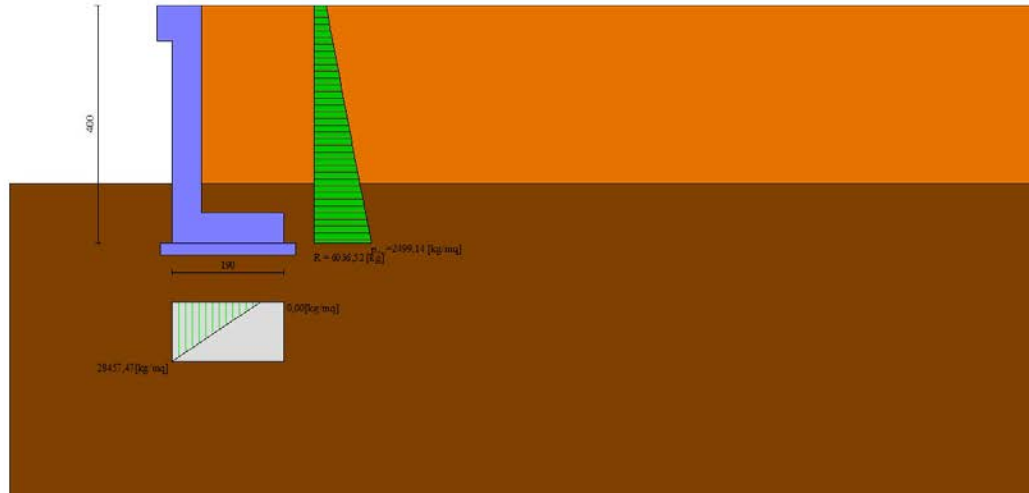 400
=2499,14 [kg/mq]
R = 6036,52 [kg]
190
0,00[kg/mq]
28457,47[kg/mq]